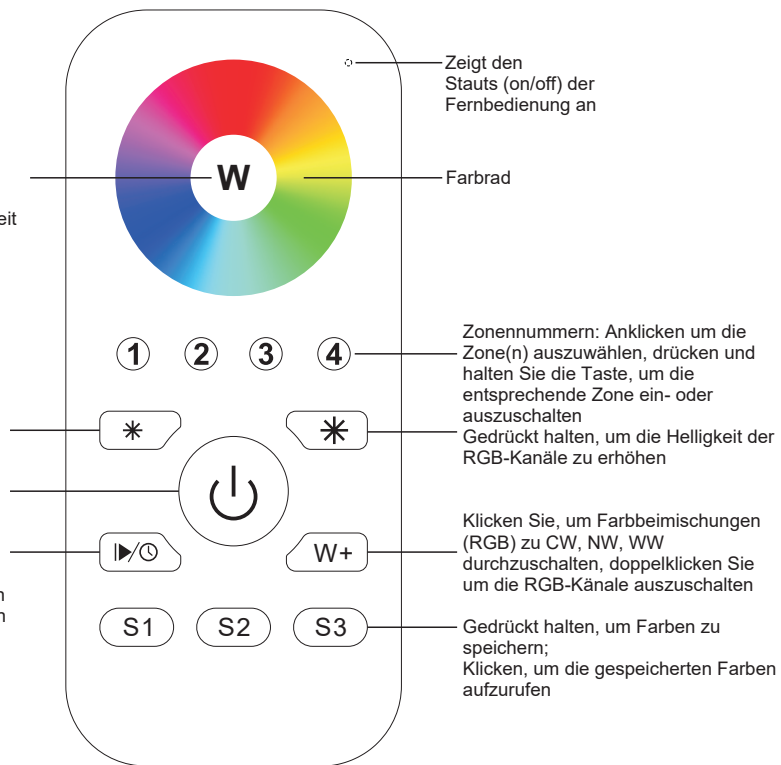 Zeigt den
Stauts (on/off) der
Fernbedienung an
W
Farbrad
eit
1 2 3 4
Zonennummern: Anklicken um die
Zone(n) auszuwählen, drücken und
halten Sie die Taste, um die
entsprechende Zone ein- oder
auszuschalten
Gedrückt halten, um die Helligkeit der
RGB-Kanäle zu erhöhen
W+
Klicken Sie, um Farbbeimischungen
(RGB) zu CW, NW, WW
durchzuschalten, doppelklicken Sie
um die RGB-Känale auszuschalten
n
n
S1 S2 S3
Gedrückt halten, um Farben zu
speichern;
Klicken, um die gespeicherten Farben
aufzurufen